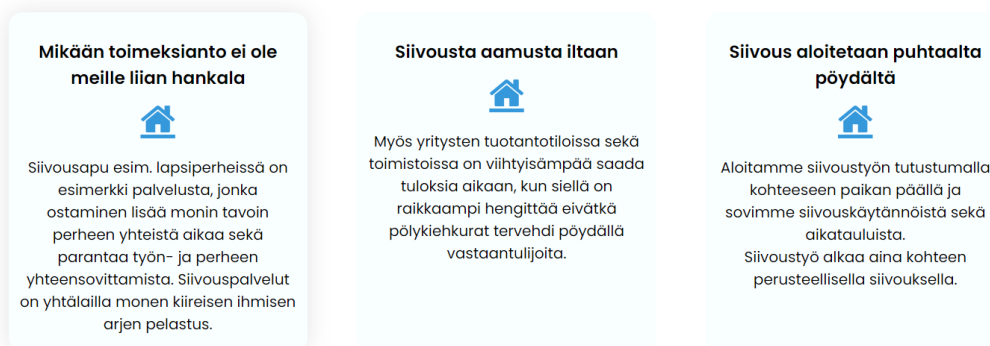 Mikään toimeksianto ei ole
meille liian hankala
Siivousapu esim. lapsiperheissä on
esimerkki palvelusta, jonka
ostaminen lisää monin tavoin
perheen yhteistä aikaa sekä
parantaa työn- ja perheen
yhteensovittamista. Siivouspalvelut
on yhtälailla monen kiireisen ihmisen
arjen pelastus.
Siivousta aamusta iltaan
Myös yritysten tuotantotiloissa sekä
toimistoissa on viihtyisämpää saada
tuloksia aikaan, kun siellä on
raikkaampi hengittää eivätkä
pölykiehkurat tervehdi pöydällä
vastaantulijoita.
Siivous aloitetaan puhtaalta
pöydältä
Aloitamme siivoustyön tutustumalla
kohteeseen paikan päällä ja
sovimme siivouskäytännöistä sekä
aikatauluista.
Siivoustyö alkaa aina kohteen
perusteellisella siivouksella.